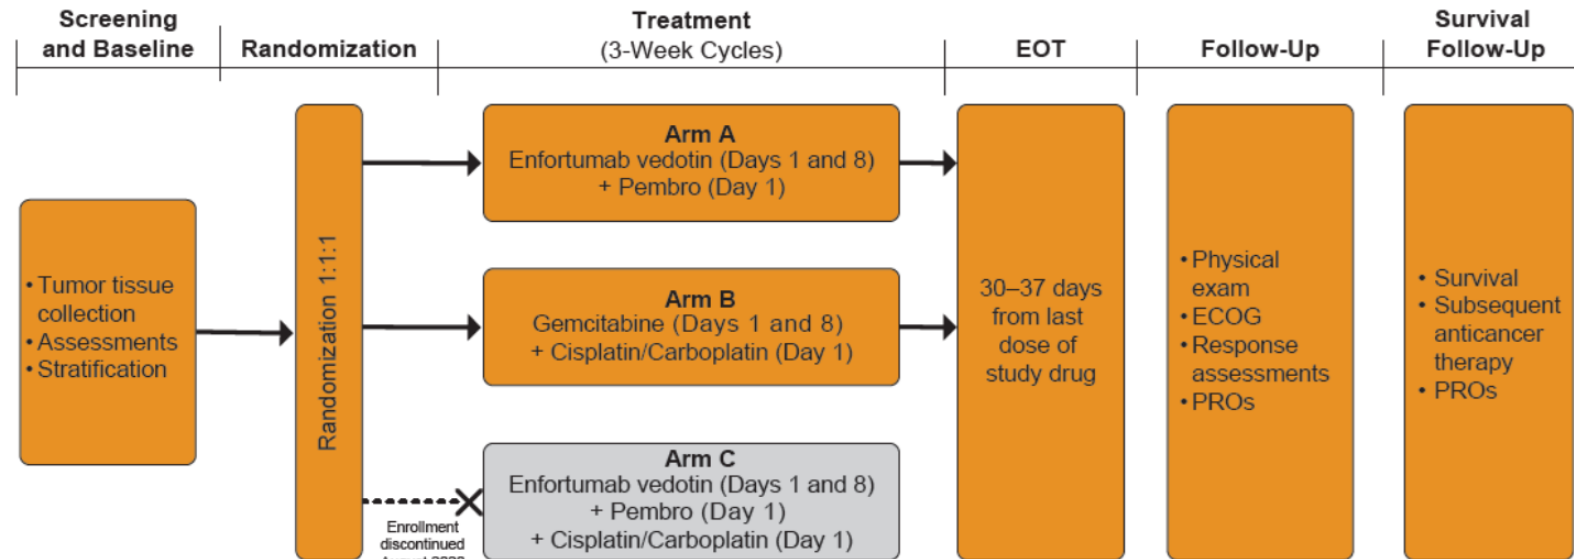 Screening
and Baseline
Randomization
Treatment
(3-Week Cycles)
EOT
Follow-Up
Survival
Follow-Up
• Tumor tissue
collection
• Assessments
• Stratification
Randomization 1:1:1
Arm A
Enfortumab vedotin (Days 1 and 8)
+ Pembro (Day 1)
Arm B
Gemcitabine (Days 1 and 8)
+ Cisplatin/Carboplatin (Day 1)
Enrollment
discontinued
Arm C
Enfortumab vedotin (Days 1 and 8)
+ Pembro (Day 1)
+ Cisplatin/Carboplatin (Day 1)
30–37 days
from last
dose of
study drug
• Physical
exam
• ECOG
• Response
assessments
• PROs
• Survival
• Subsequent
anticancer
therapy
• PROs